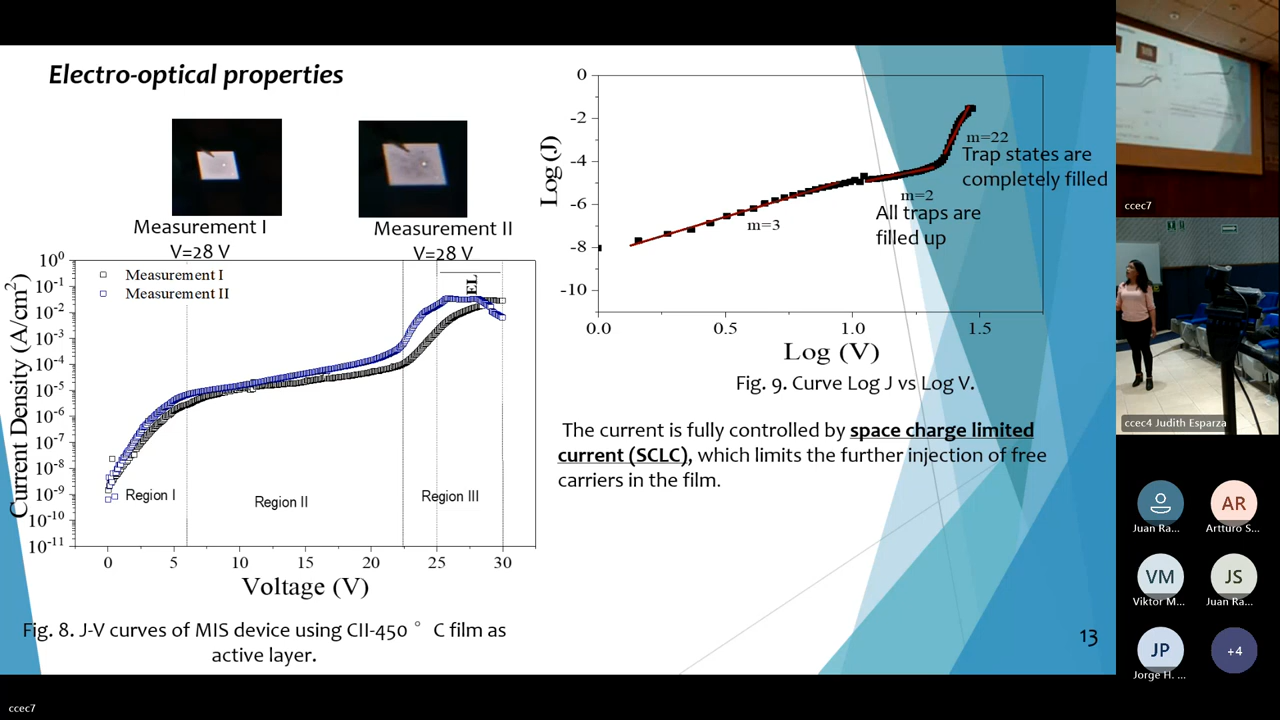 Electro-optical properties
Measurement I
V=28 V
Measurement II
V=28 V
10⁰
10⁻¹
10⁻²
10⁻³
10⁻⁴
10⁻⁵
10⁻⁶
10⁻⁷
10⁻⁸
10⁻⁹
10⁻¹⁰
10⁻¹¹
Current Density (A/cm²)
Measurement I
Measurement II
EL
Region I
Region II
Region III
0
5
10
15
20
25
30
Voltage (V)
Fig. 8. J-V curves of MIS device using CII-450 ° C film as
active layer.
0
-2
-4
-6
-8
-10
Log (J)
m=22
Trap states are
completely filled
m=2
All traps are
filled up
m=3
0.0
0.5
1.0
1.5
Log (V)
Fig. 9. Curve Log J vs Log V.
The current is fully controlled by space charge limited
current (SCLC), which limits the further injection of free
carriers in the film.
13
ccec7
ccec4 Judith Esparza
AR
Juan Ra...
Artturo S...
VM
JS
Viktor M...
Juan Ra...
JP
+4
Jorge H. ...
ccec7